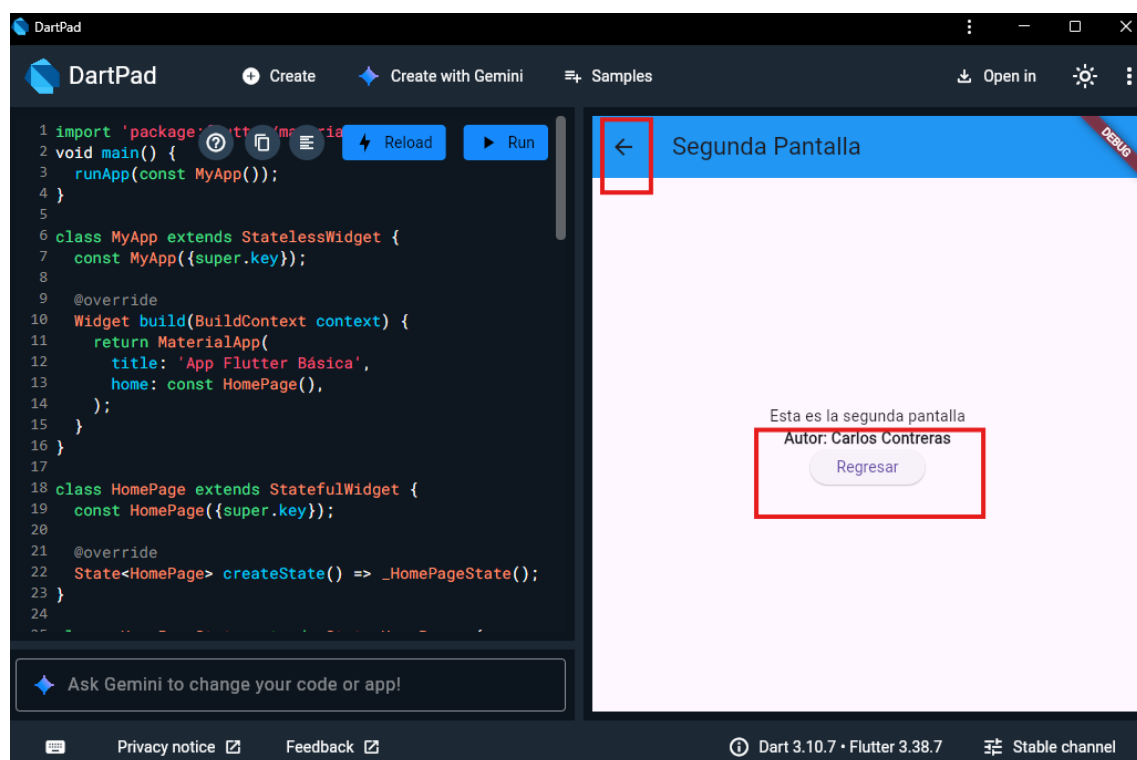 DartPad
DartPad
Create
Create with Gemini
Samples
Open in
1 import 'package:
Reload
Run
2 void main() {
3 runApp(const MyApp());
4 }
5
6 class MyApp extends StatelessWidget {
7 const MyApp({super.key});
8
9 @override
10 Widget build(BuildContext context) {
11 return MaterialApp(
12 title: 'App Flutter Básica',
13 home: const HomePage(),
14 );
15 }
16 }
17
18 class HomePage extends StatefulWidget {
19 const HomePage({super.key});
20
21 @override
22 State<HomePage> createState() => _HomePageState();
23 }
24
Ask Gemini to change your code or app!
Segunda Pantalla
DEBUG
Esta es la segunda pantalla
Autor: Carlos Contreras
Regresar
Privacy notice
Feedback
Dart 3.10.7 • Flutter 3.38.7
Stable channel